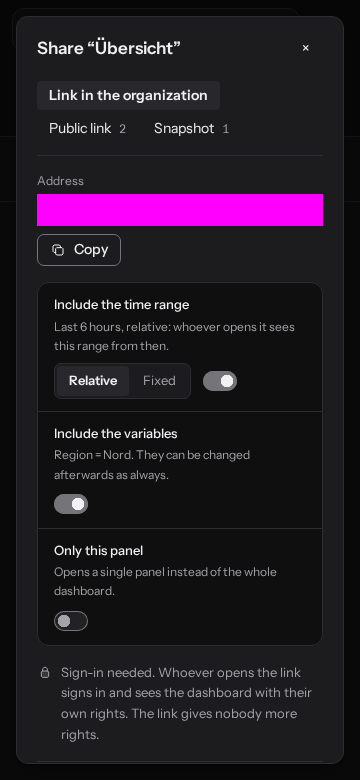 Share “Übersicht”
Link in the organization
Public link 2 Snapshot 1
Address
Copy
Include the time range
Last 6 hours, relative: whoever opens it sees
this range from then.
Relative Fixed
Include the variables
Region = Nord. They can be changed
afterwards as always.
Only this panel
Opens a single panel instead of the whole
dashboard.
Sign-in needed. Whoever opens the link
signs in and sees the dashboard with their
own rights. The link gives nobody more
rights.